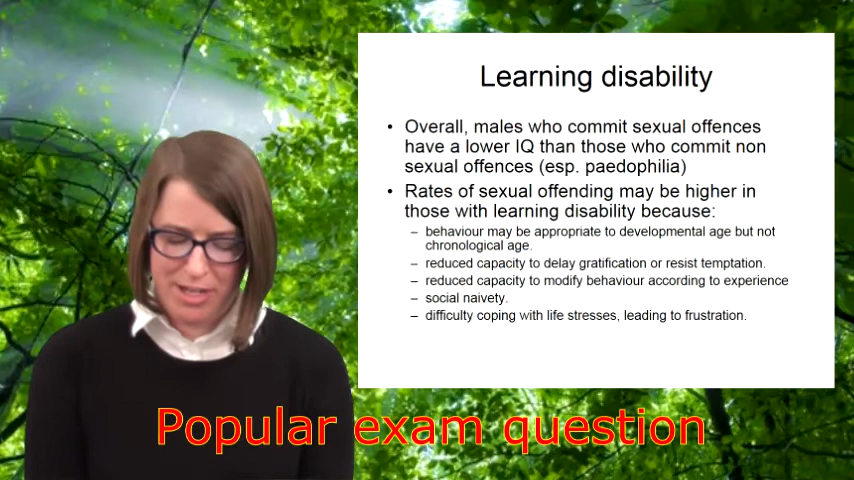 Learning disability
• Overall, males who commit sexual offences
have a lower IQ than those who commit non
sexual offences (esp. paedophilia)
• Rates of sexual offending may be higher in
those with learning disability because:
– behaviour may be appropriate to developmental age but not
chronological age.
– reduced capacity to delay gratification or resist temptation.
– reduced capacity to modify behaviour according to experience
– social naivety.
– difficulty coping with life stresses, leading to frustration.
Popular exam question